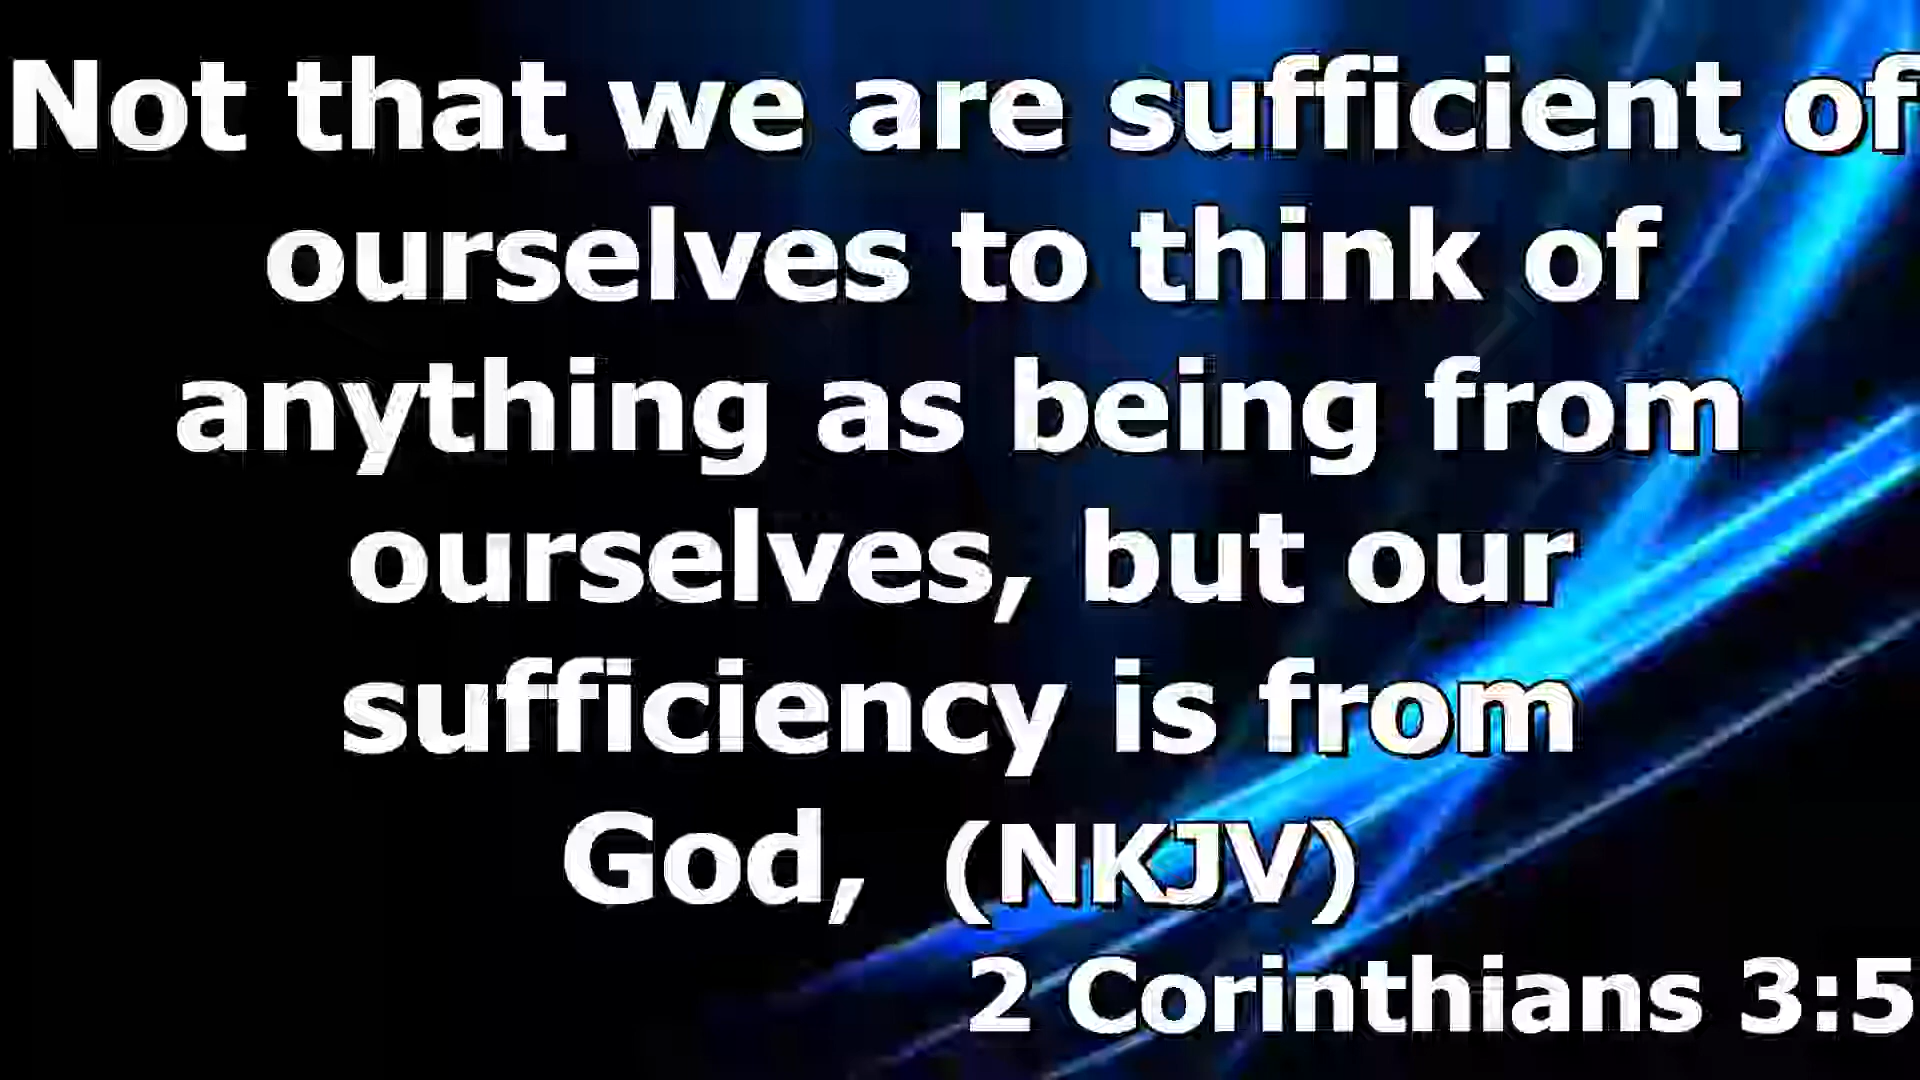 Not that we are sufficient of
ourselves to think of
anything as being from
ourselves, but our
sufficiency is from
God,  (NKJV)
2 Corinthians 3:5